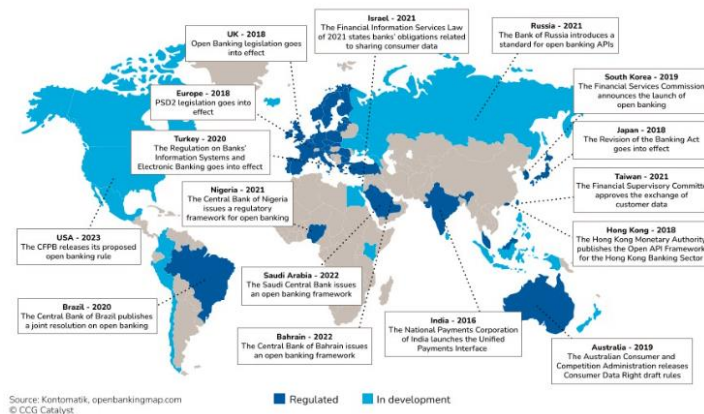 Israel - 2021
The Financial Information Services Law
of 2021 states banks' obligations related
to sharing consumer data
UK - 2018
Open Banking legislation goes
into effect
Russia - 2021
The Bank of Russia introduces a
standard for open banking APIs
Europe - 2018
PSD2 legislation goes into
effect
South Korea - 2019
The Financial Services Commission
announces the launch of
open banking
Turkey - 2020
The Regulation on Banks'
Information Systems and
Electronic Banking goes into effect
Japan - 2018
The Revision of the Banking Act
goes into effect
Nigeria - 2021
The Central Bank of Nigeria
issues a regulatory
framework for open banking
Taiwan - 2021
The Financial Supervisory Committe
approves the exchange of
customer data
USA - 2023
The CFPB releases its proposed
open banking rule
Hong Kong - 2018
The Hong Kong Monetary Authority
publishes the Open API Framework
for the Hong Kong Banking Sector
Saudi Arabia - 2022
The Saudi Central Bank issues
an open banking framework
Brazil - 2020
The Central Bank of Brazil publishes
a joint resolution on open banking
India - 2016
The National Payments Corporation
of India launches the Unified
Payments Interface
Bahrain - 2022
The Central Bank of Bahrain issues
an open banking framework
Australia - 2019
The Australian Consumer and
Competition Administration releases
Consumer Data Right draft rules
Source: Kontomatik, openbankingmap.com
© CCG Catalyst
Regulated
In development